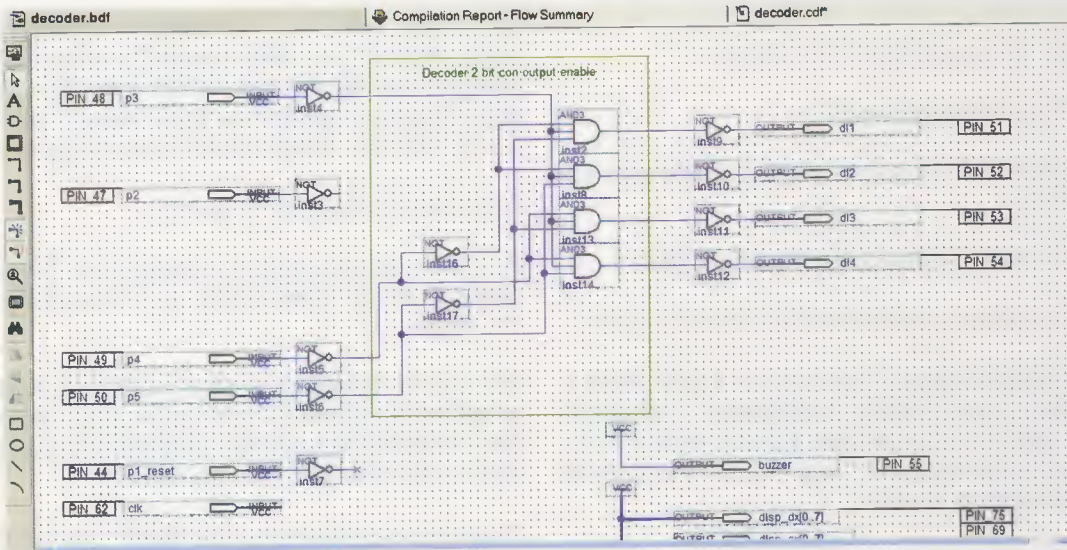 decoder.bdf
Compilation Report - Flow Summary
decoder.cdf*
Decoder 2 bit con output enable
PIN 48 p3 INPUT VCC NOT inst4
AND3 inst2 NOT inst9 OUTPUT dl1 PIN 51
AND3 inst8 NOT inst10 OUTPUT dl2 PIN 52
PIN 47 p2 INPUT VCC NOT inst3
AND3 inst13 NOT inst11 OUTPUT dl3 PIN 53
NOT inst16
AND3 inst14 NOT inst12 OUTPUT dl4 PIN 54
NOT inst17
PIN 49 p4 INPUT VCC NOT inst5
PIN 50 p5 INPUT VCC NOT inst6
VCC
PIN 44 p1_reset INPUT VCC NOT inst7
OUTPUT buzzer PIN 55
VCC
PIN 62 clk INPUT VCC
OUTPUT disp_dx[0..7] PIN 75
PIN 69